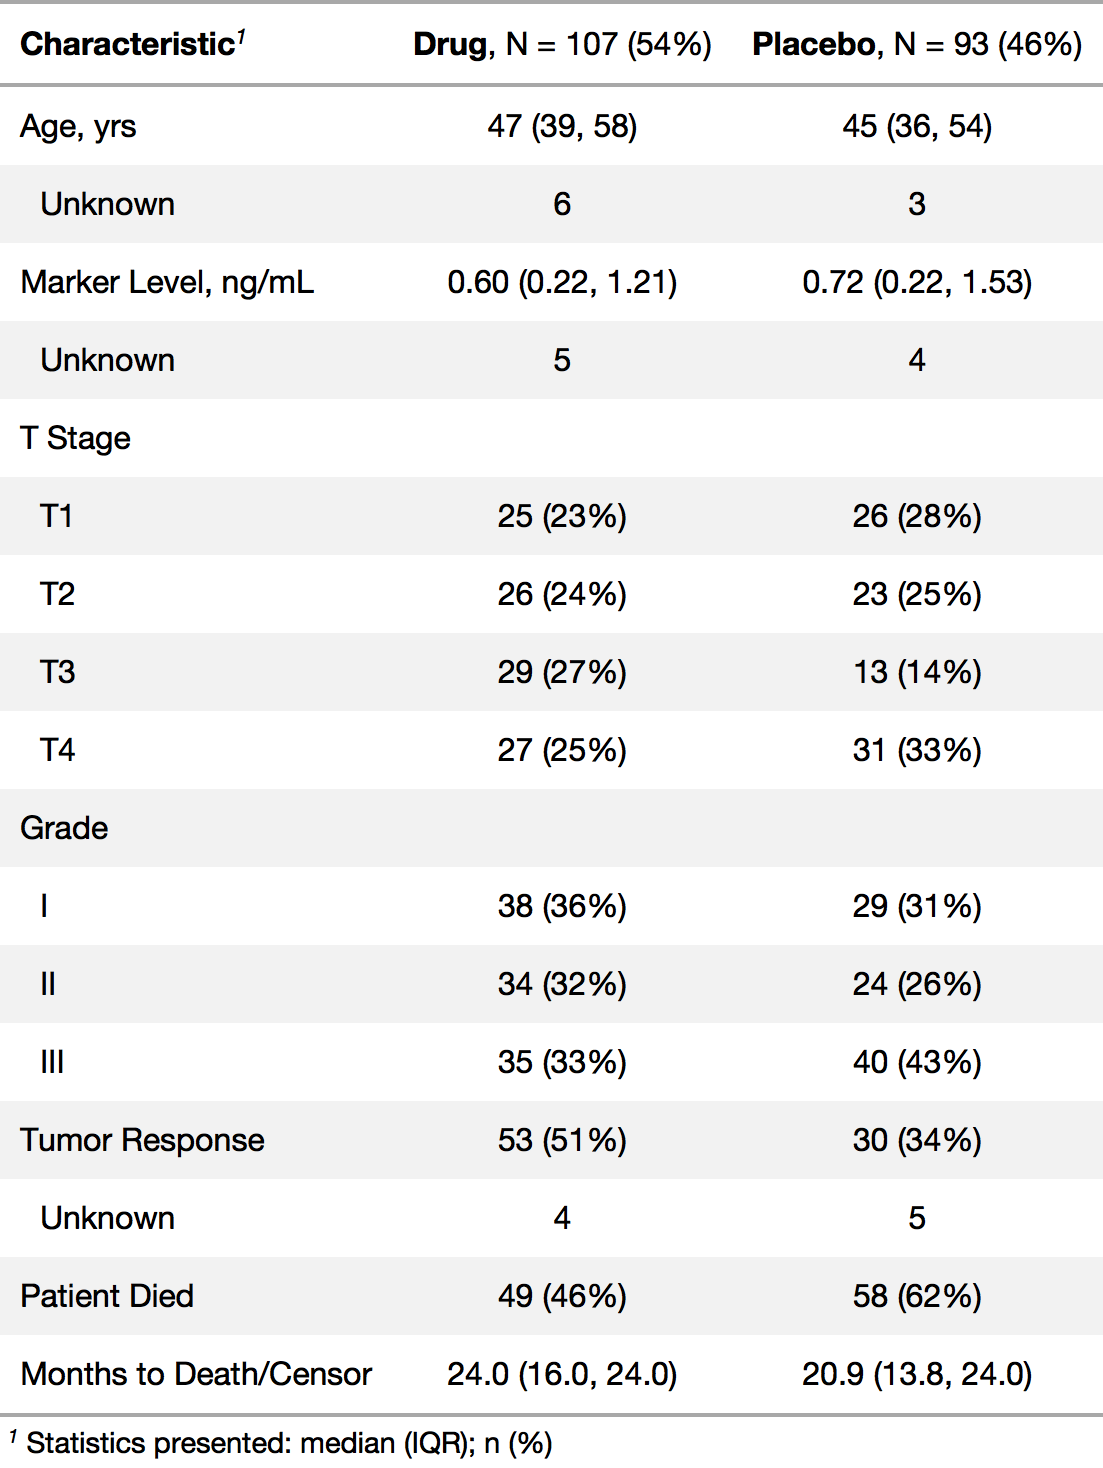 Characteristic1 Drug, N = 107 (54%) Placebo, N = 93 (46%)
Age, yrs 47 (39, 58) 45 (36, 54)
Unknown 6 3
Marker Level, ng/mL 0.60 (0.22, 1.21) 0.72 (0.22, 1.53)
Unknown 5 4
T Stage
T1 25 (23%) 26 (28%)
T2 26 (24%) 23 (25%)
T3 29 (27%) 13 (14%)
T4 27 (25%) 31 (33%)
Grade
I 38 (36%) 29 (31%)
II 34 (32%) 24 (26%)
III 35 (33%) 40 (43%)
Tumor Response 53 (51%) 30 (34%)
Unknown 4 5
Patient Died 49 (46%) 58 (62%)
Months to Death/Censor 24.0 (16.0, 24.0) 20.9 (13.8, 24.0)
1 Statistics presented: median (IQR); n (%)